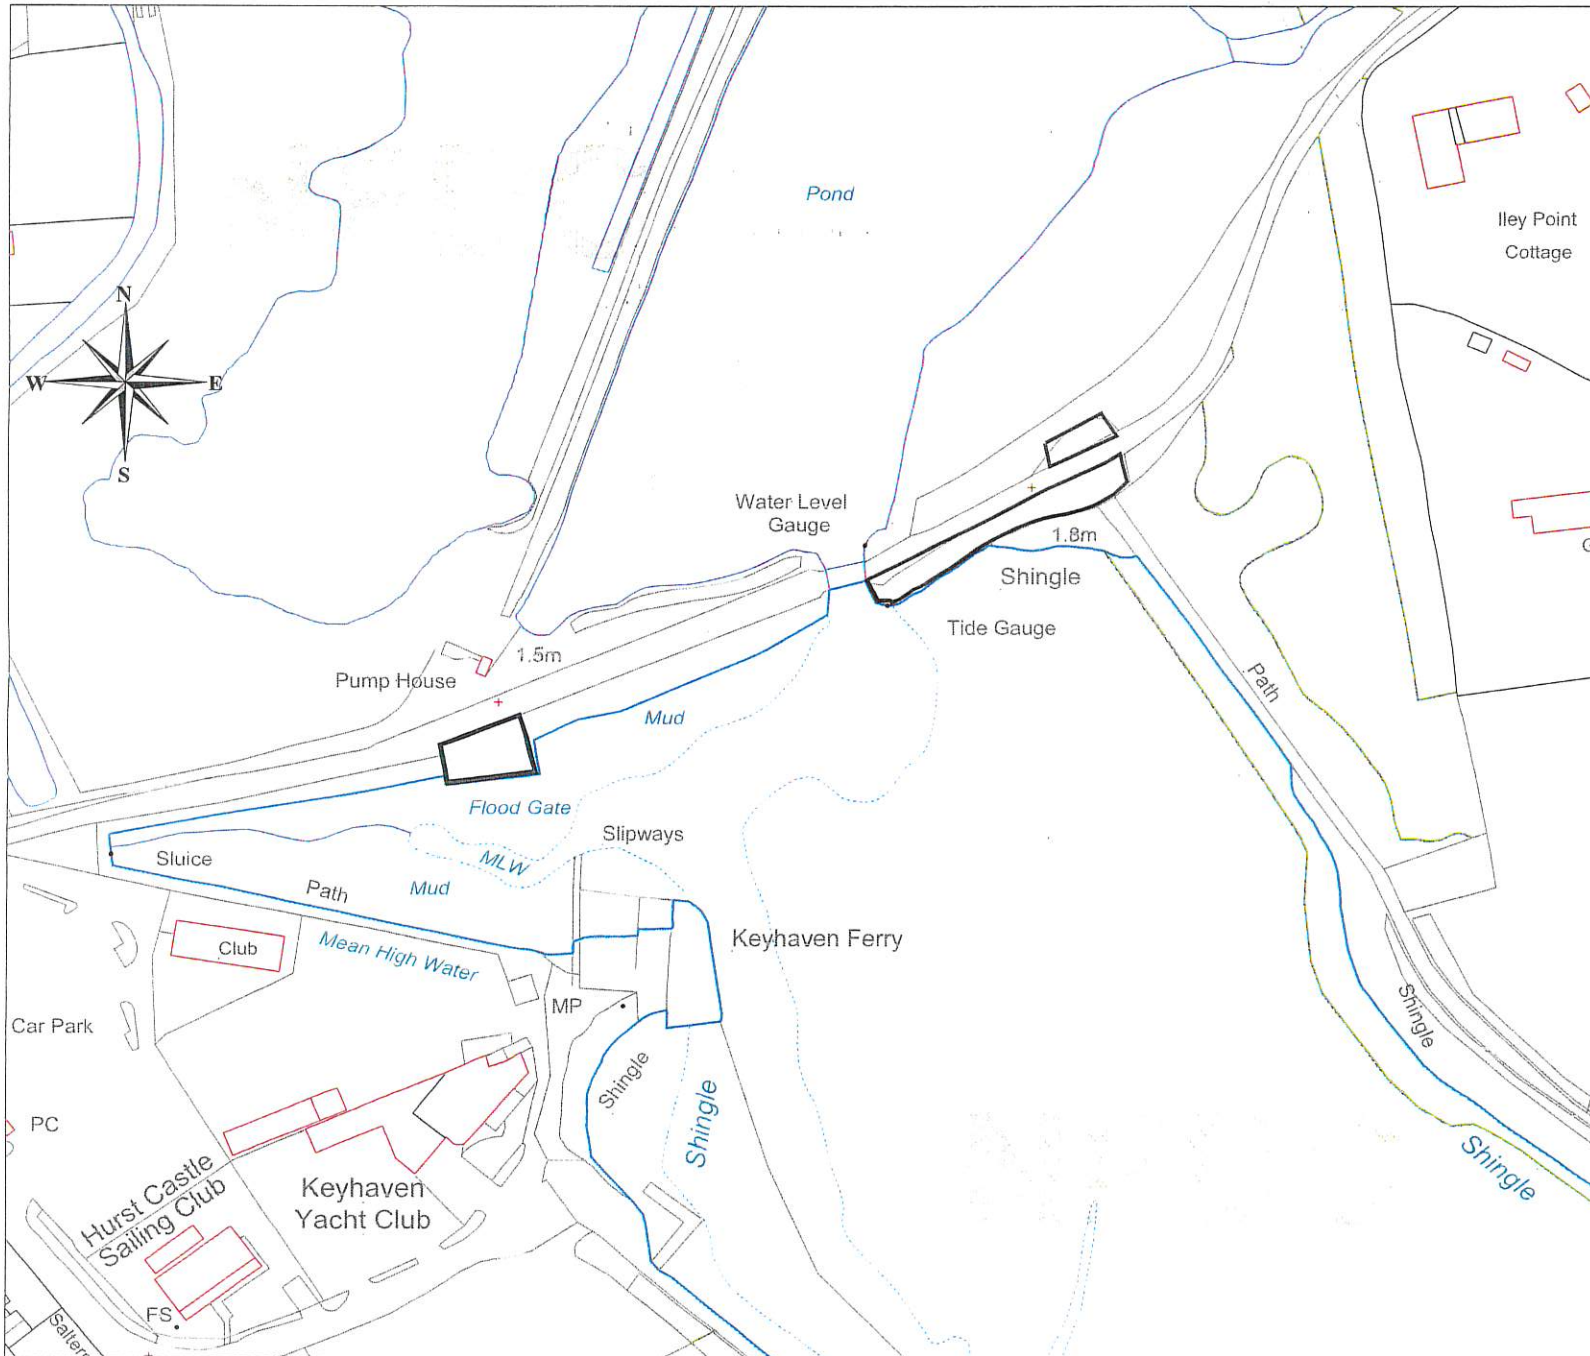 Pond
Iley Point
Cottage
N
W
E
S
Water Level
Gauge
1.8m
Shingle
Tide Gauge
1.5m
Pump House
Path
Mud
Flood Gate
Slipways
Sluice
MLW
Mud
Path
Club
Mean High Water
Keyhaven Ferry
MP
Car Park
Shingle
Shingle
Shingle
Shingle
PC
Hurst Castle
Sailing Club
Keyhaven
Yacht Club
FS
Salter
G